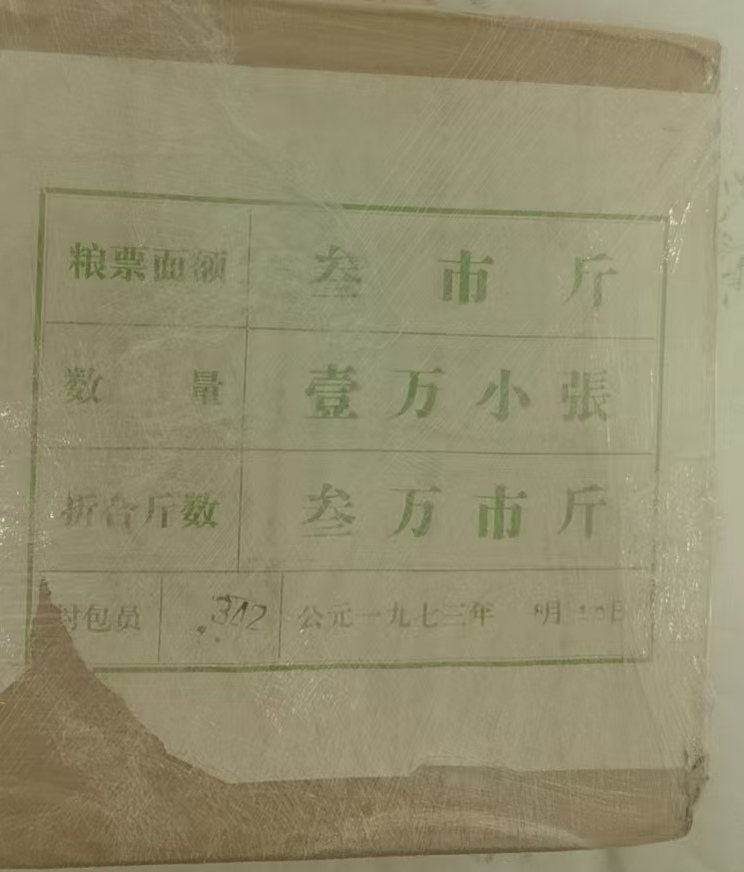 粮票面额 叁市斤
数量 壹万小張
折合斤数 叁万市斤
封包员 342 公元一九七三年 8月 日